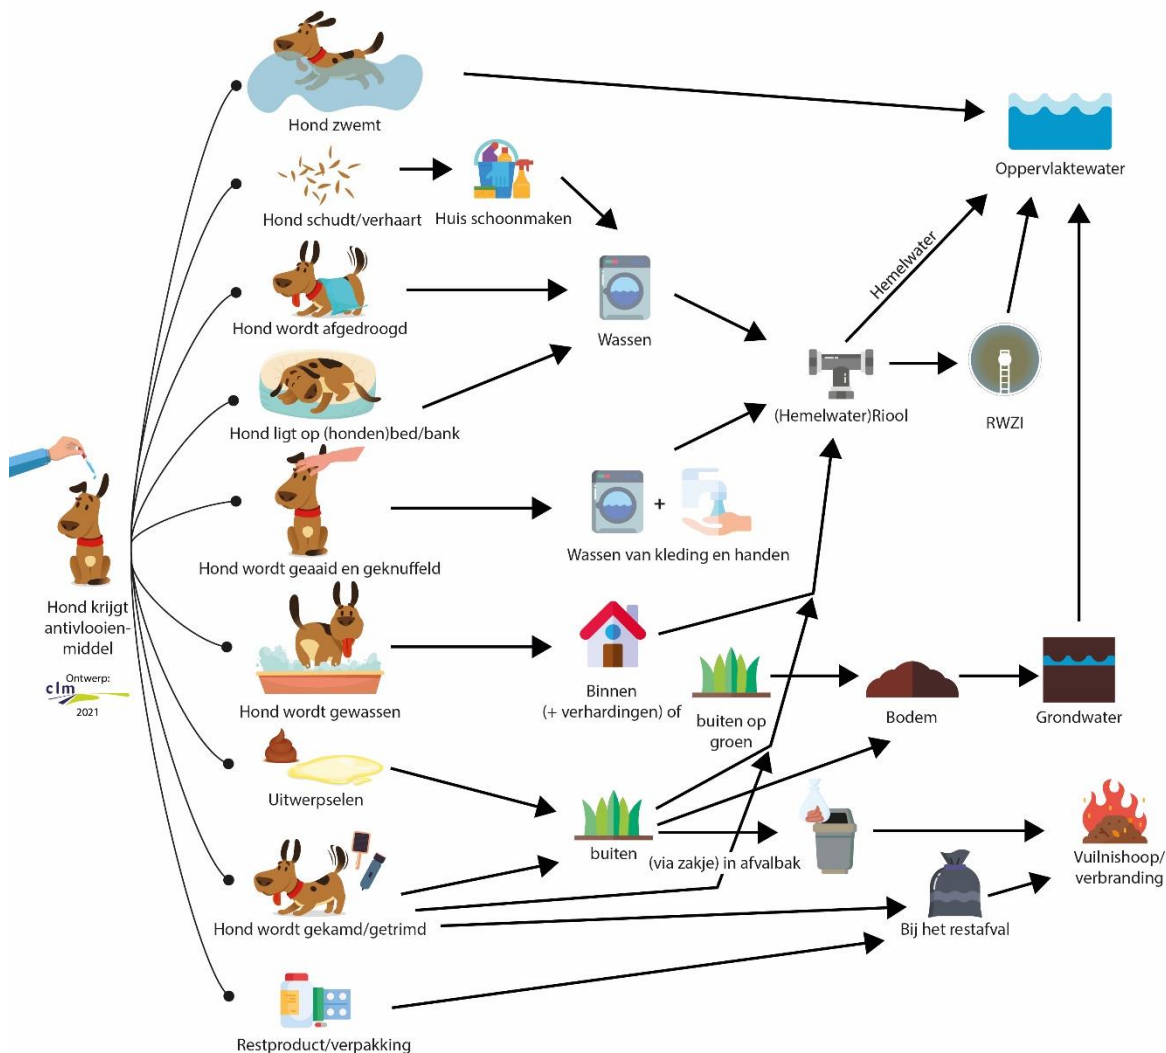 Hond zwemt
Oppervlaktewater
Hond schudt/verhaart
Huis schoonmaken
Hemelwater
Hond wordt afgedroogd
Wassen
(Hemelwater)Riool
RWZI
Hond ligt op (honden)bed/bank
Hond wordt geaaid en geknuffeld
+
Wassen van kleding en handen
Hond krijgt
antivlooien-
middel
Ontwerp:
clm
2021
Hond wordt gewassen
Binnen
(+ verhardingen) of
buiten op
groen
Bodem
Grondwater
Uitwerpselen
buiten
(via zakje) in afvalbak
Vuilnishoop/
verbranding
Hond wordt gekamd/getrimd
Bij het restafval
Restproduct/verpakking